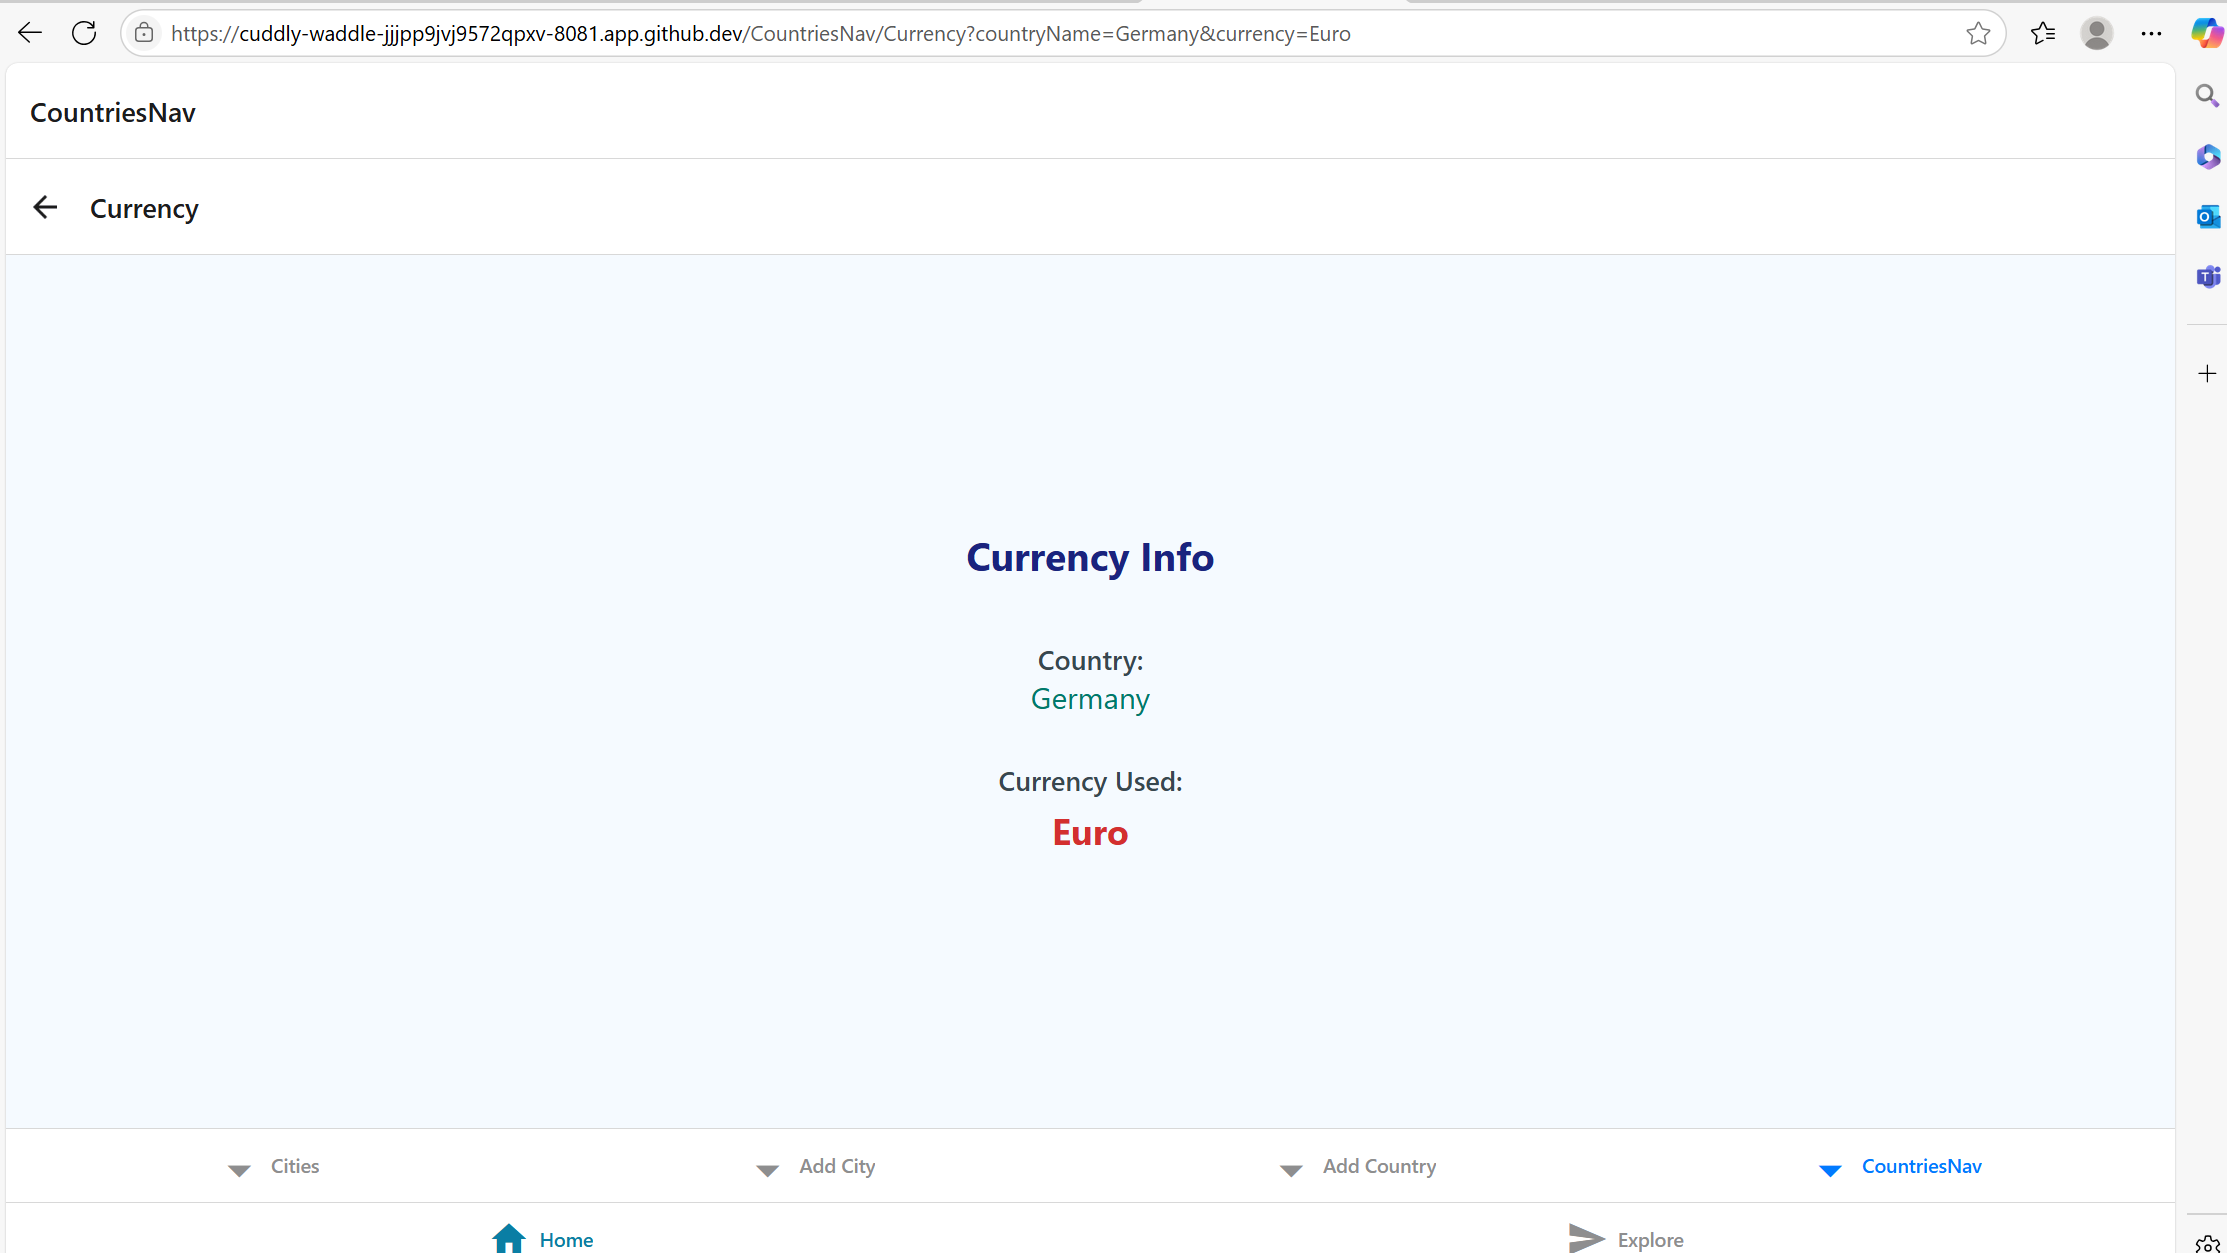 https://cuddly-waddle-jjjpp9jvj9572qpxv-8081.app.github.dev/CountriesNav/Currency?countryName=Germany&currency=Euro
CountriesNav
Currency
Currency Info
Country:
Germany
Currency Used:
Euro
Cities
Add City
Add Country
CountriesNav
Home
Explore